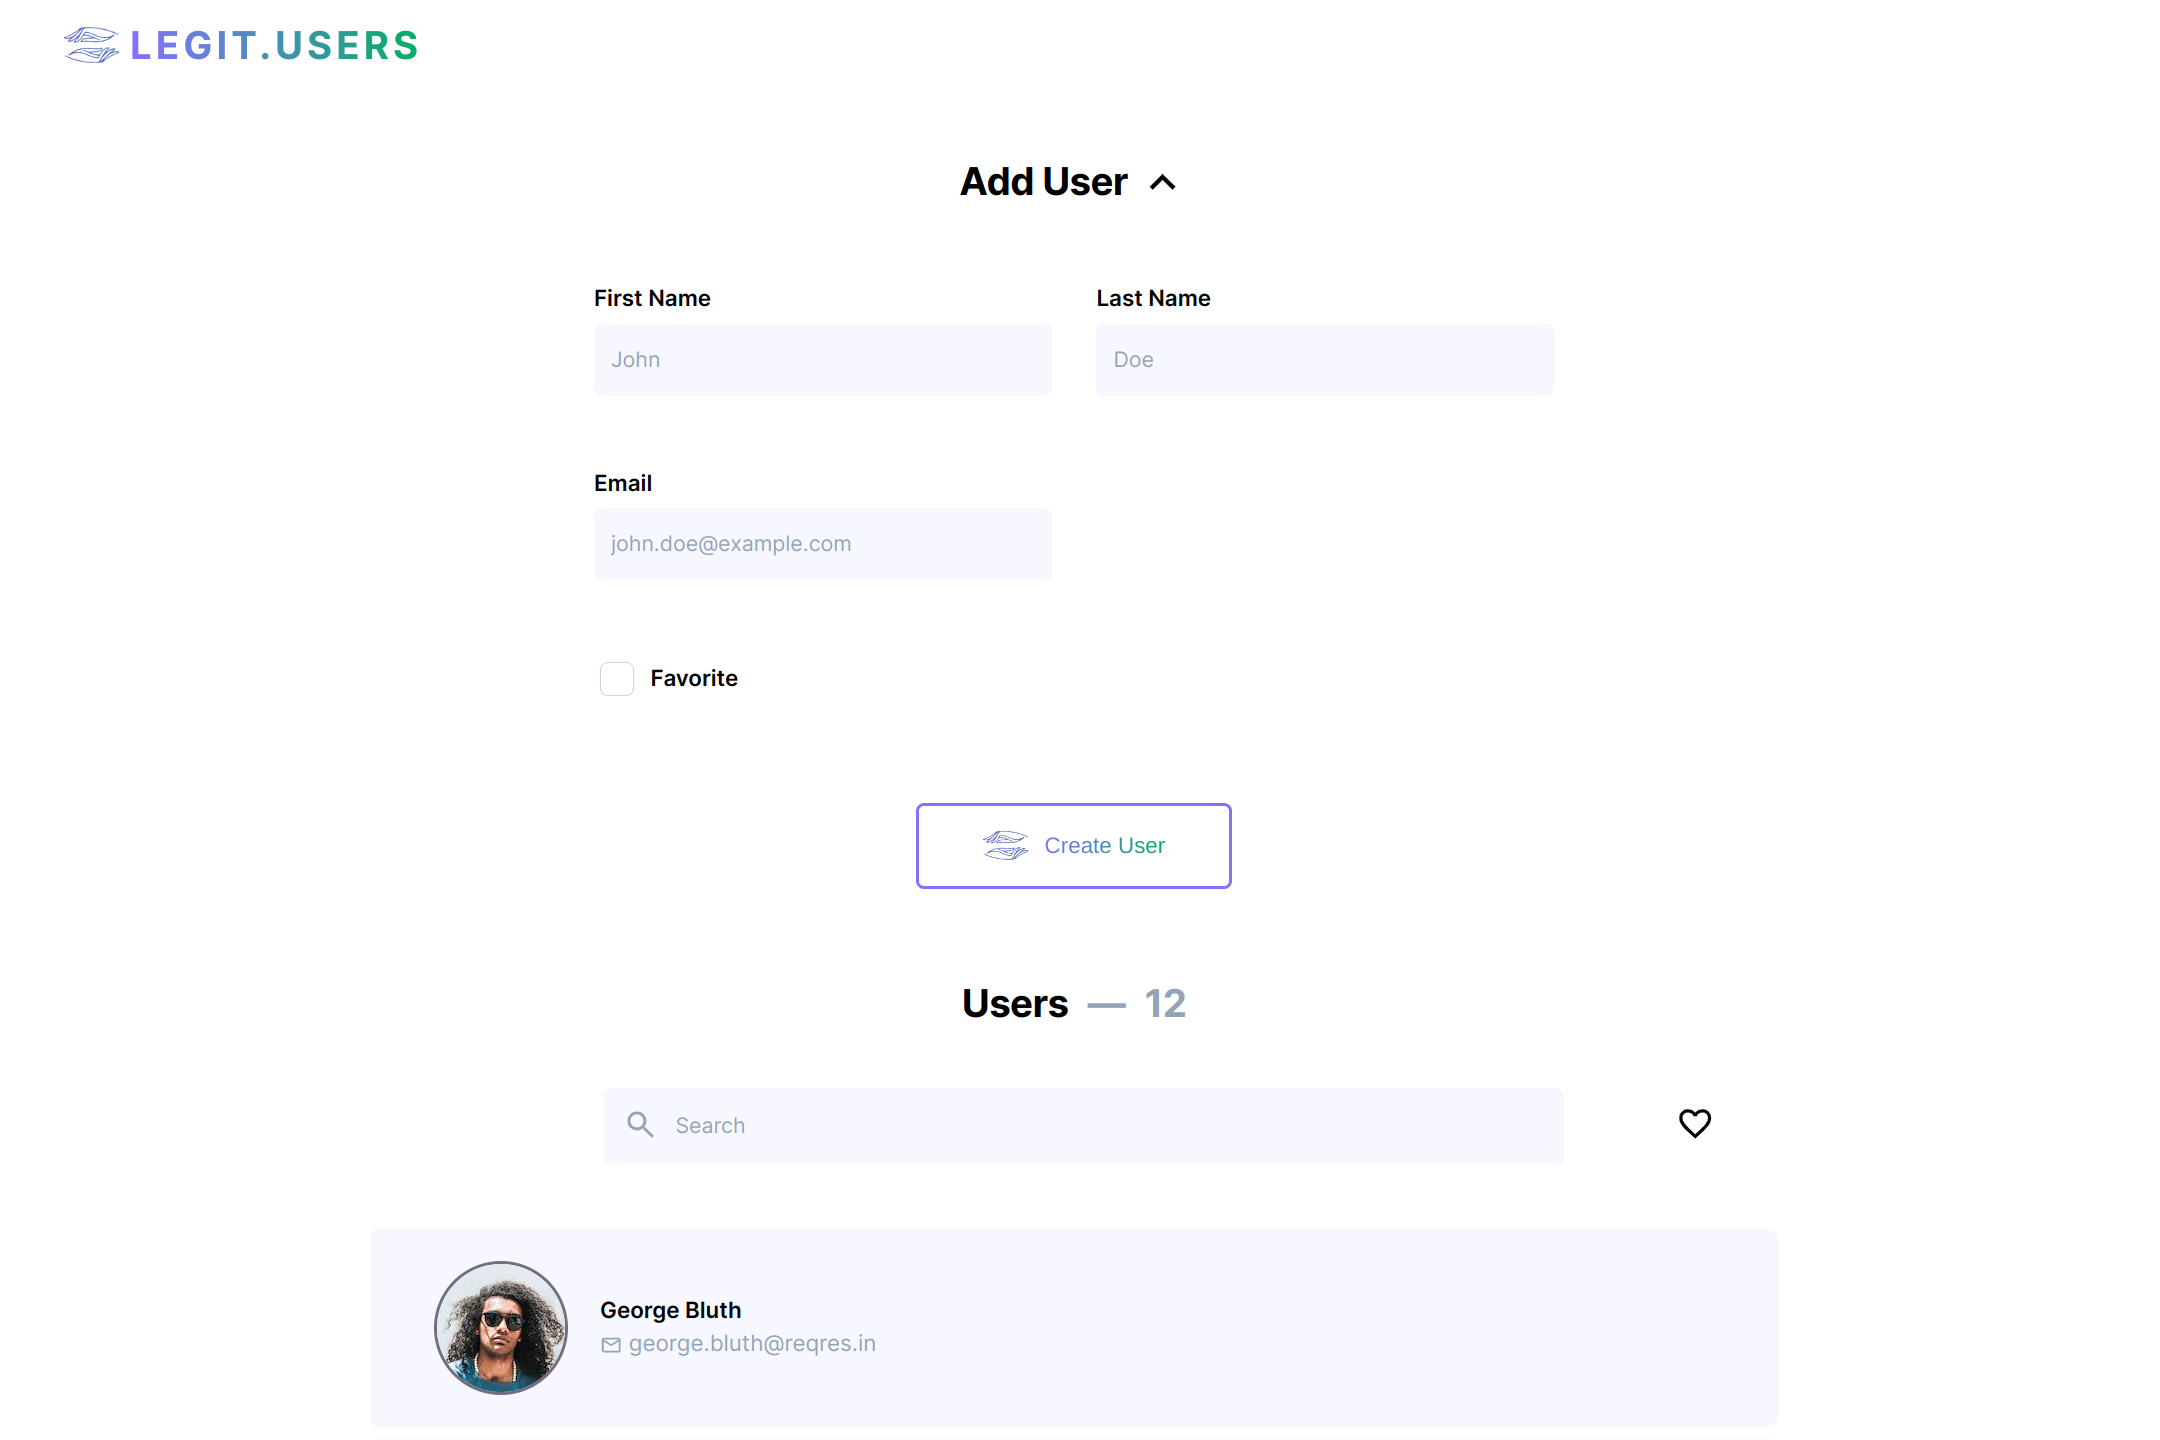 LEGIT.USERS
Add User
First Name
Last Name
John
Doe
Email
john.doe@example.com
Favorite
Create User
Users — 12
Search
George Bluth
george.bluth@reqres.in